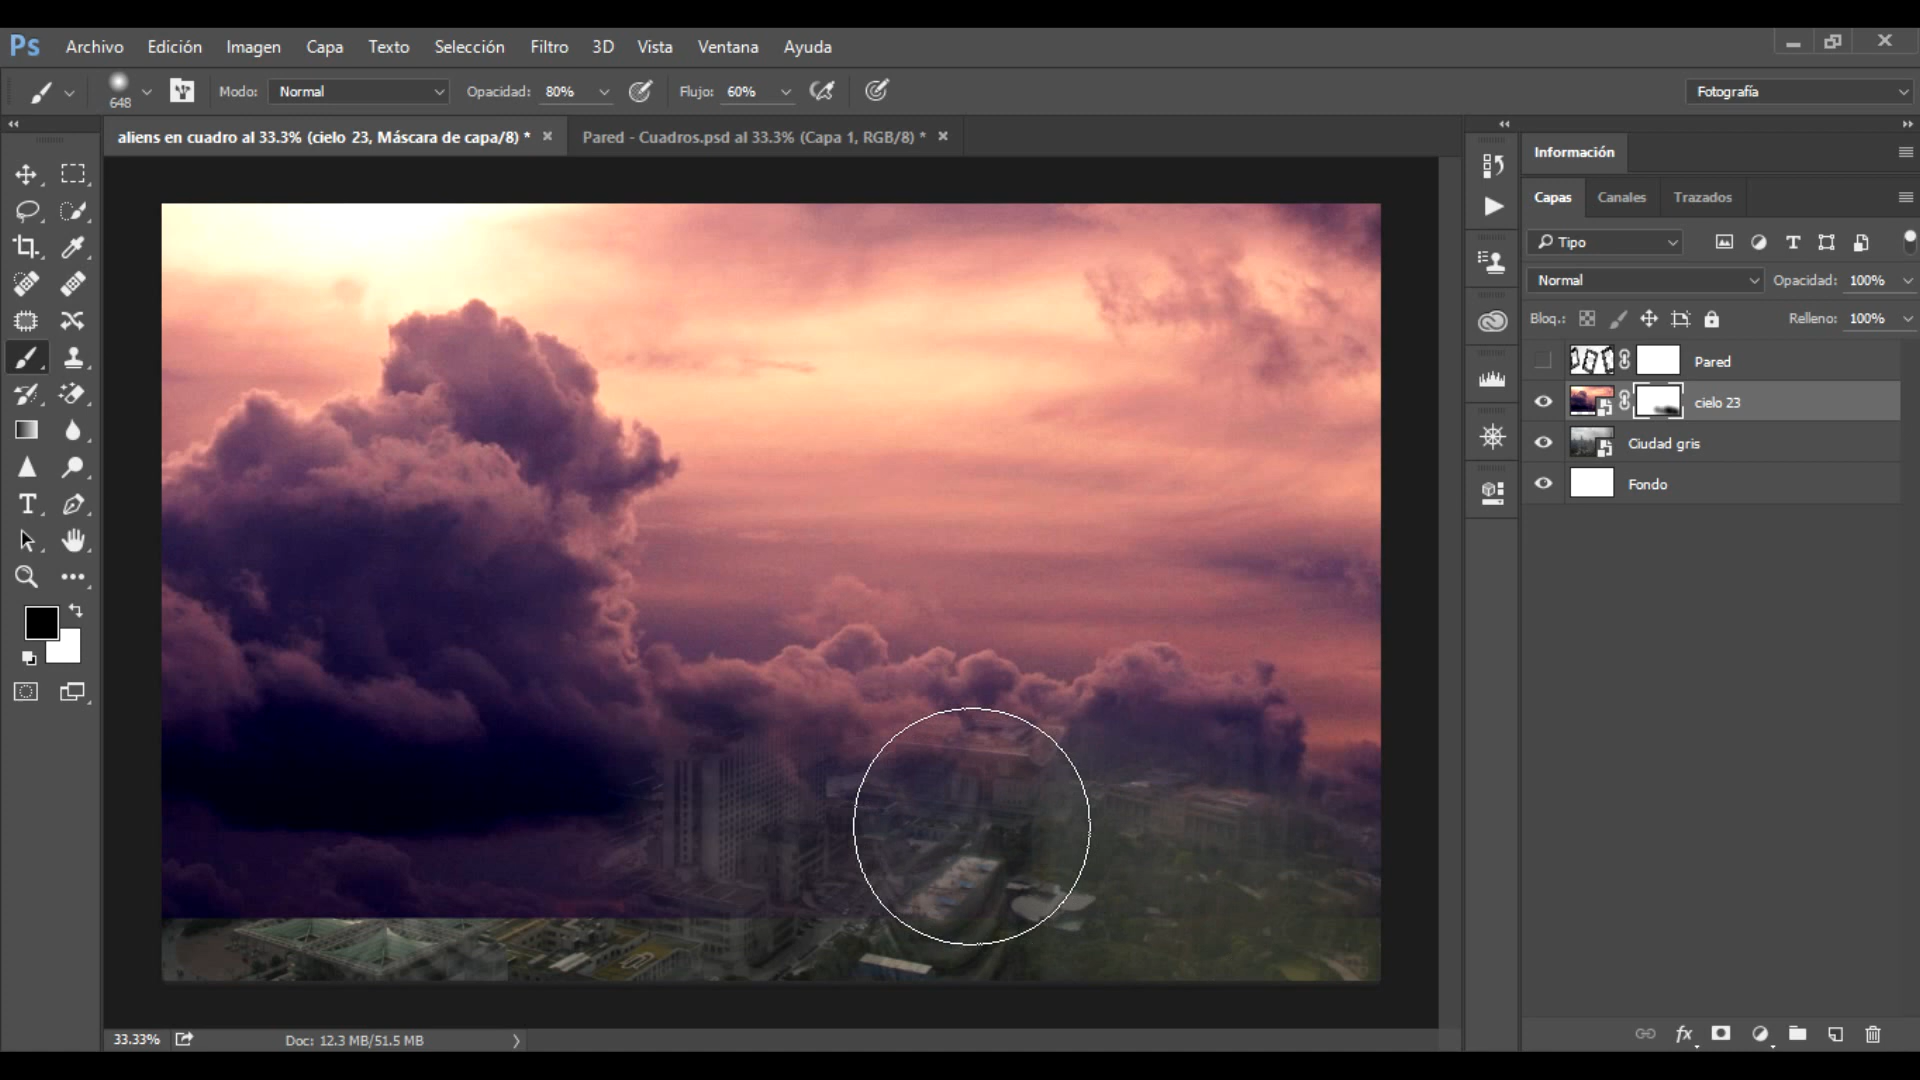 Ps Archivo Edición Imagen Capa Texto Selección Filtro 3D Vista Ventana Ayuda
648 Modo: Normal Opacidad: 80% Flujo: 60% Fotografía
aliens en cuadro al 33.3% (cielo 23, Máscara de capa/8) * Pared - Cuadros.psd al 33.3% (Capa 1, RGB/8) *
Información
Capas Canales Trazados
Tipo
Normal Opacidad: 100%
Bloq.: Relleno: 100%
Pared
cielo 23
Ciudad gris
Fondo
33.33% Doc: 12.3 MB/51.5 MB